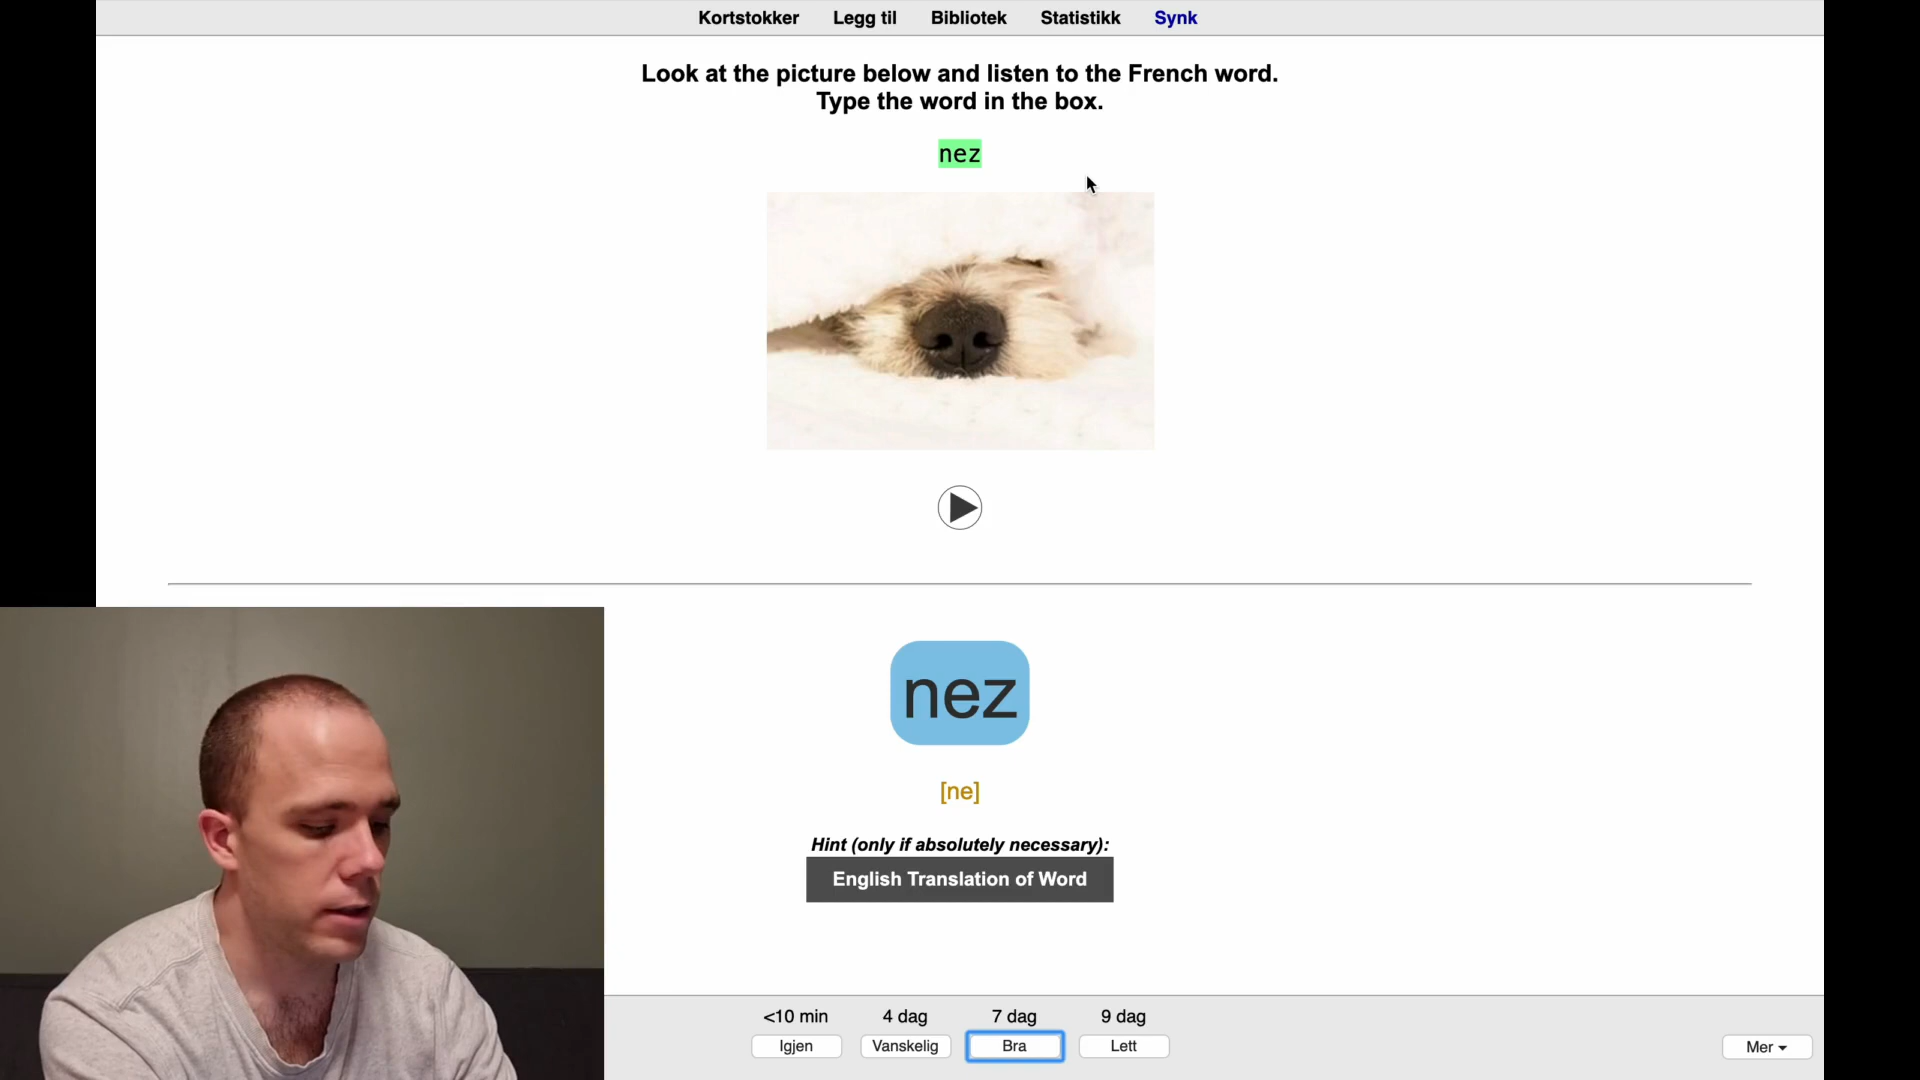 Kortstokker Legg til Bibliotek Statistikk Synk
Look at the picture below and listen to the French word.
Type the word in the box.
nez
nez
[ne]
Hint (only if absolutely necessary):
English Translation of Word
<10 min 4 dag 7 dag 9 dag
Igjen Vanskelig Bra Lett Mer